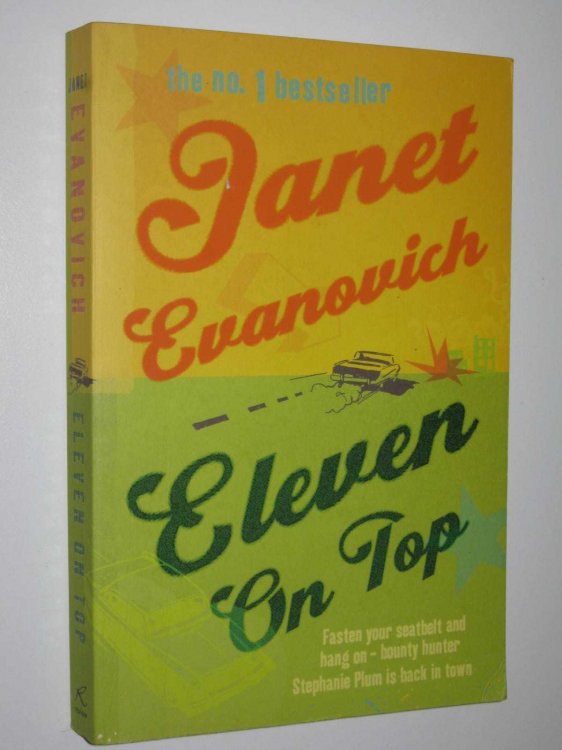 the no. 1 bestseller
Janet
Evanovich
Eleven
On Top
Fasten your seatbelt and
hang on – bounty hunter
Stephanie Plum is back in town
JANET
EVANOVICH
ELEVEN ON TOP
R